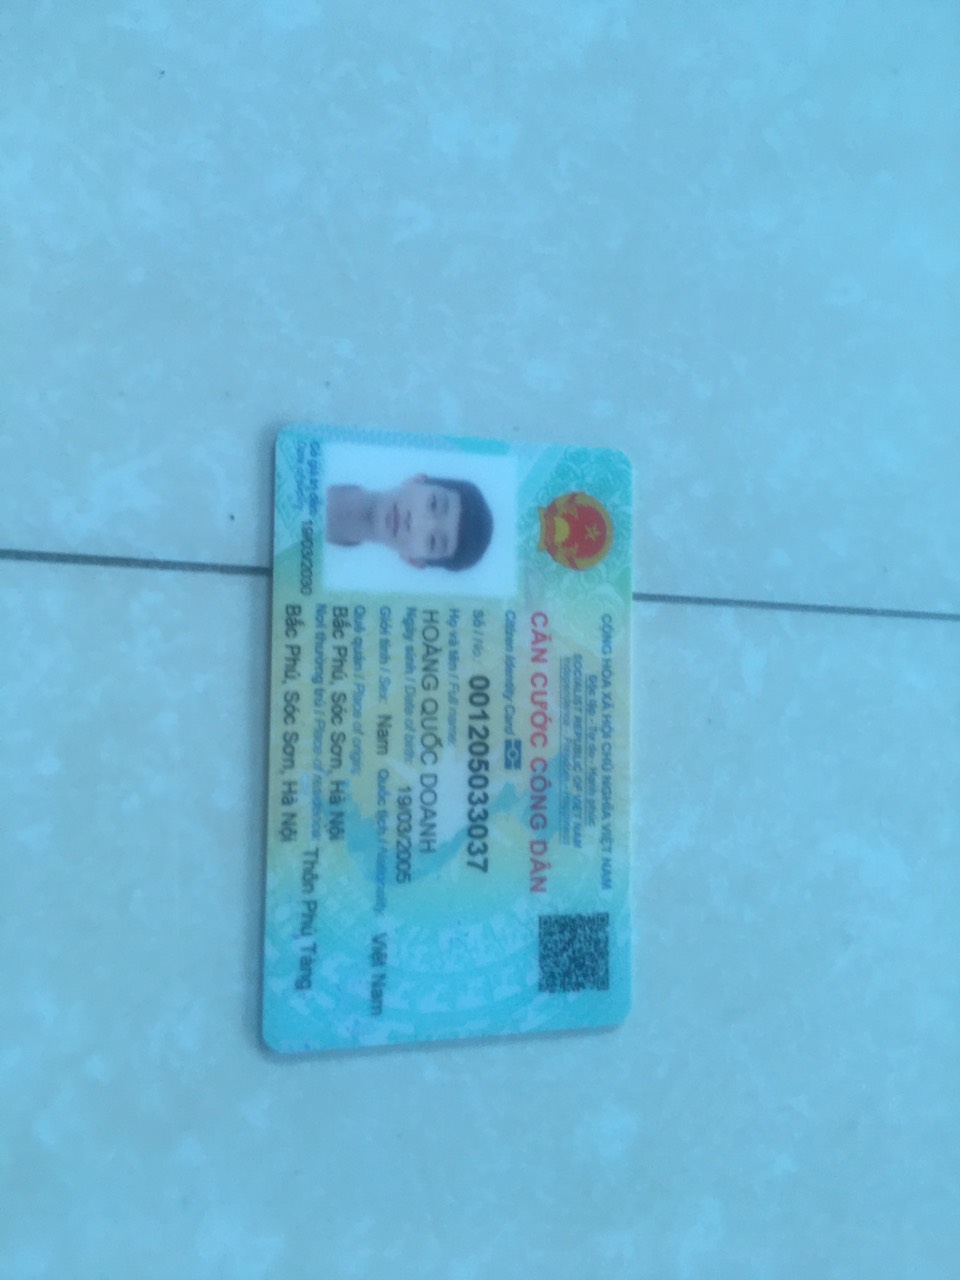 CỘNG HÒA XÃ HỘI CHỦ NGHĨA VIỆT NAM
Độc lập - Tự do - Hạnh phúc
SOCIALIST REPUBLIC OF VIET NAM
Independence - Freedom - Happiness
CĂN CƯỚC CÔNG DÂN
Citizen Identity Card
Số / No.: 001205033037
Họ và tên / Full name:
HOÀNG QUỐC DOANH
Ngày sinh / Date of birth: 19/03/2005
Giới tính / Sex: Nam Quốc tịch / Nationality: Việt Nam
Quê quán / Place of origin:
Bắc Phú, Sóc Sơn, Hà Nội
Nơi thường trú / Place of residence: Thôn Phú Tàng
Bắc Phú, Sóc Sơn, Hà Nội
Có giá trị đến: 19/03/2030
Date of expiry